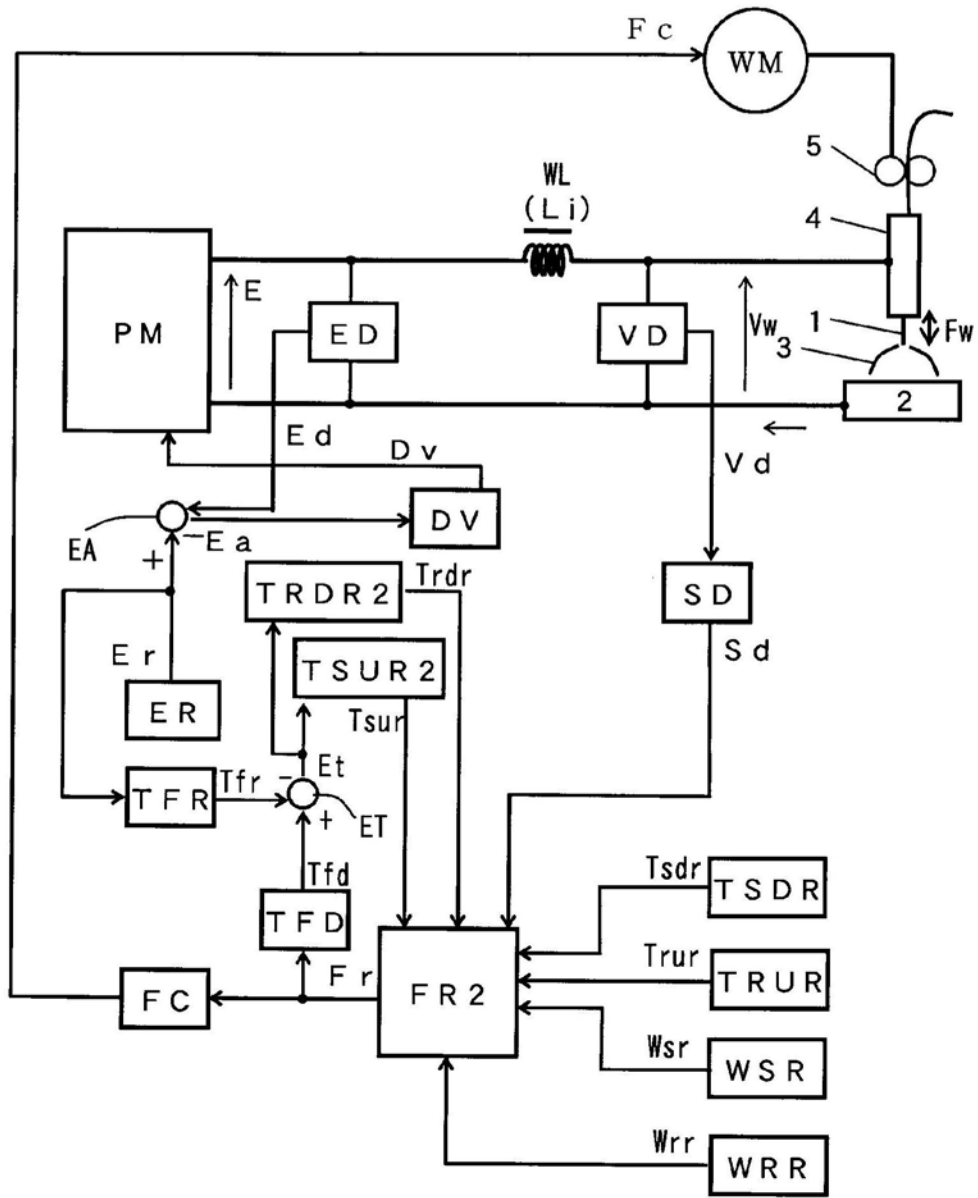 Fc
WM
5
WL
(Li)
4
PM
E
ED
VD
Vw
1
Fw
3
2
Ed
Dv
Vd
DV
EA
-
Ea
+
TRDR2
Trdr
SD
Er
TSUR2
Sd
ER
Tsur
Et
-
TFR
Tfr
+
ET
Tfd
TFD
Tsdr
TSDR
Fr
FR2
Trur
TRUR
FC
Wsr
WSR
Wrr
WRR